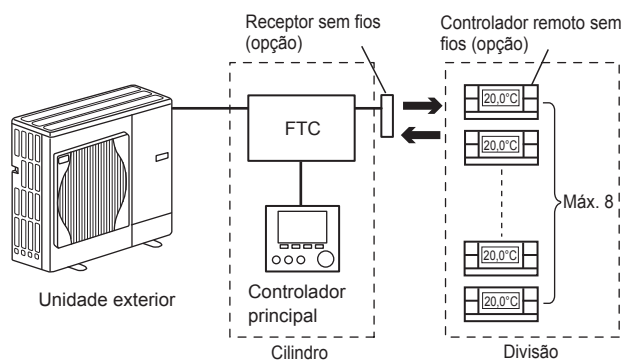 Receptor sem fios
(opção)
Controlador remoto sem
fios (opção)
20,0°C
FTC
20,0°C
Máx. 8
20,0°C
20,0°C
Unidade exterior
Controlador
principal
Cilindro
Divisão